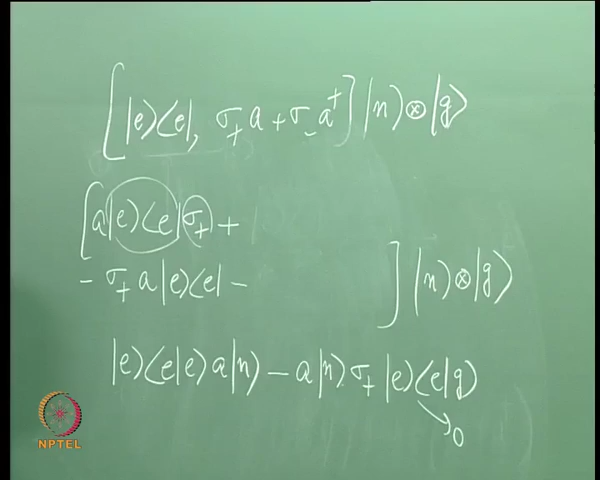 [|e⟩⟨e|, σ₊ a + σ₋ a†] |n⟩ ⊗ |g⟩
[a|e⟩⟨e|σ₊ +
- σ₊ a|e⟩⟨e| - ] |n⟩ ⊗ |g⟩
|e⟩⟨e|e⟩ a|n⟩ - a|n⟩ σ₊ |e⟩⟨e|g⟩
↘ 0
NPTEL